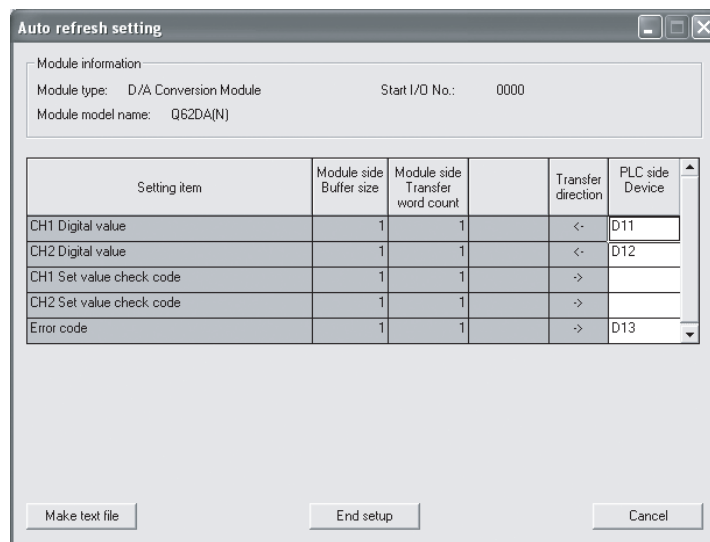 Auto refresh setting
Module information
Module type: D/A Conversion Module Start I/O No.: 0000
Module model name: Q62DA(N)
Setting item Module side Buffer size Module side Transfer word count Transfer direction PLC side Device
CH1 Digital value 1 1 <- D11
CH2 Digital value 1 1 <- D12
CH1 Set value check code 1 1 ->
CH2 Set value check code 1 1 ->
Error code 1 1 -> D13
Make text file End setup Cancel